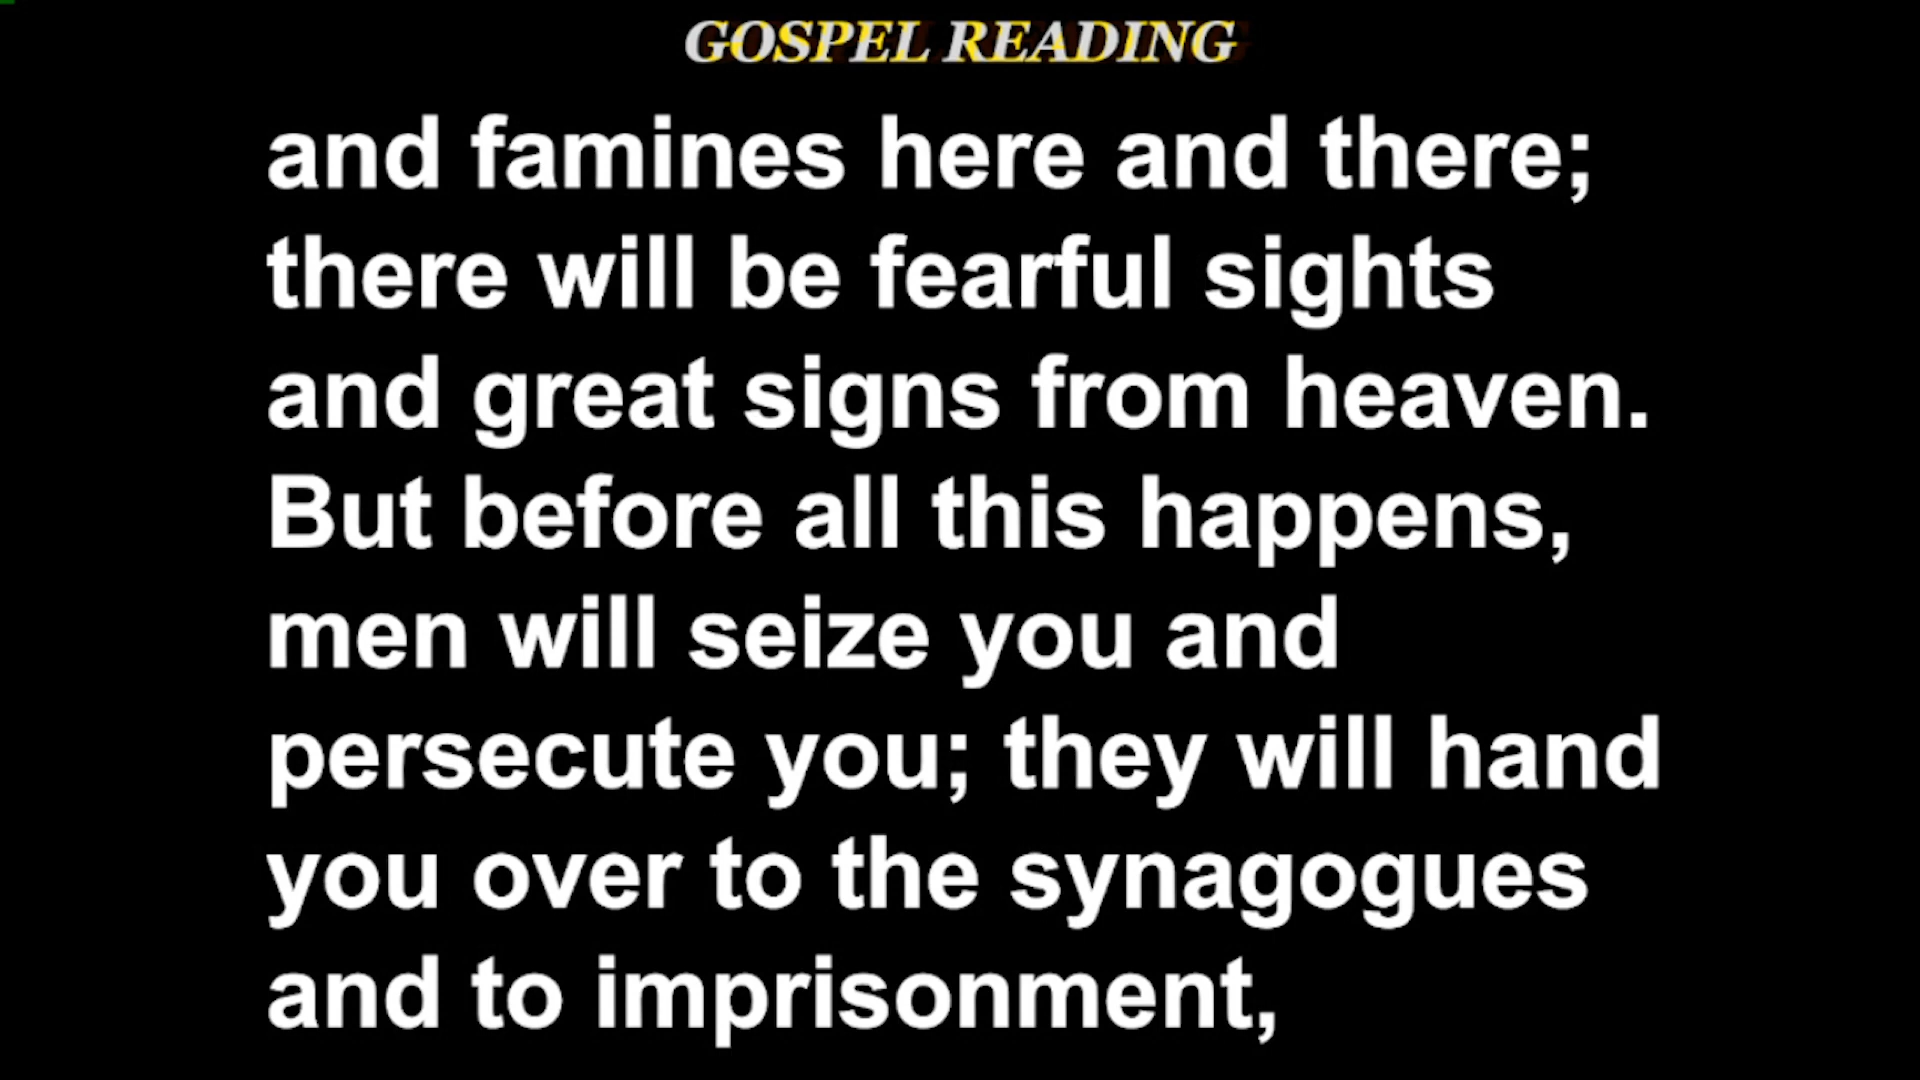 GOSPEL READING
and famines here and there;
there will be fearful sights
and great signs from heaven.
But before all this happens,
men will seize you and
persecute you; they will hand
you over to the synagogues
and to imprisonment,